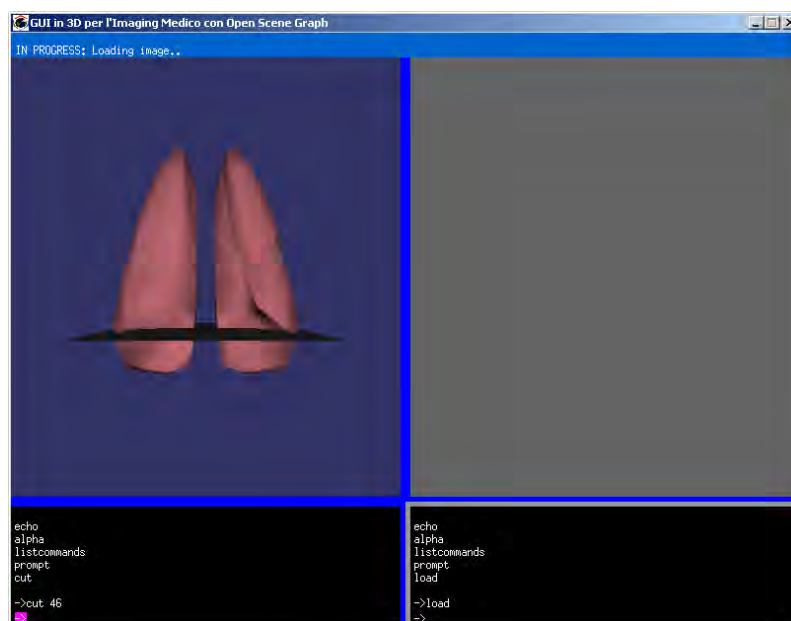 GUI in 3D per l'Imaging Medico con Open Scene Graph
IN PROGRESS: Loading image..
echo
alpha
listcommands
prompt
cut
->cut 46
->
echo
alpha
listcommands
prompt
load
->load
->